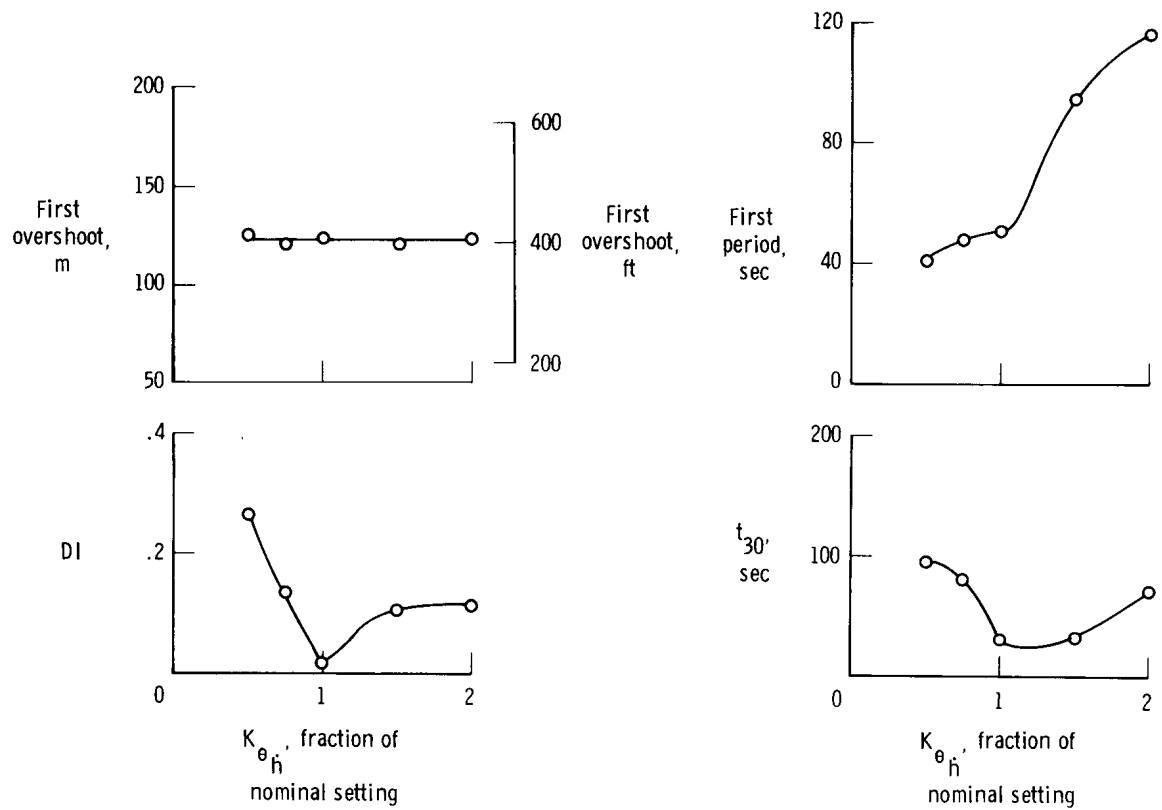 200
150
100
50
First
overshoot,
m
600
400
200
First
overshoot,
ft
120
80
40
0
First
period,
sec
.4
.2
0
DI
1
2
K_θ_ḣ, fraction of
nominal setting
200
100
0
t30,
sec
1
2
K_θ_ḣ, fraction of
nominal setting